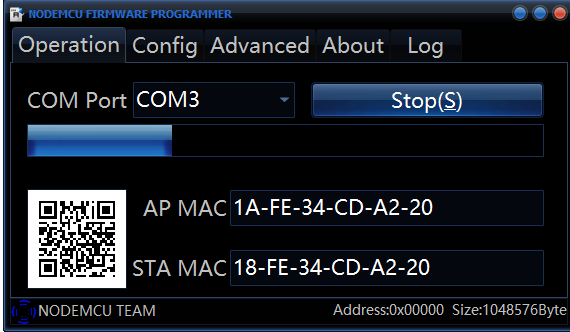 NODEMCU FIRMWARE PROGRAMMER
Operation Config Advanced About Log
COM Port COM3 Stop(S)
AP MAC 1A-FE-34-CD-A2-20
STA MAC 18-FE-34-CD-A2-20
NODEMCU TEAM Address:0x00000 Size:1048576Byte